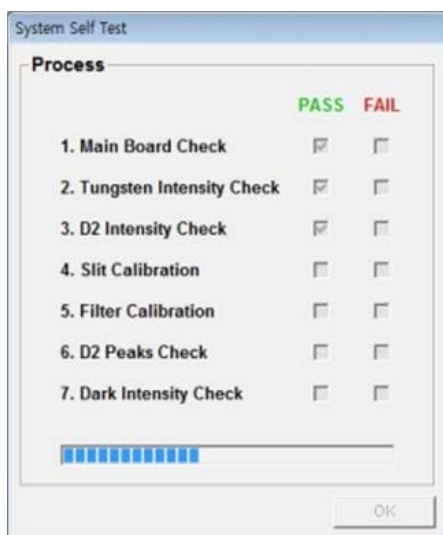 System Self Test
Process
PASS FAIL
1. Main Board Check
2. Tungsten Intensity Check
3. D2 Intensity Check
4. Slit Calibration
5. Filter Calibration
6. D2 Peaks Check
7. Dark Intensity Check
OK